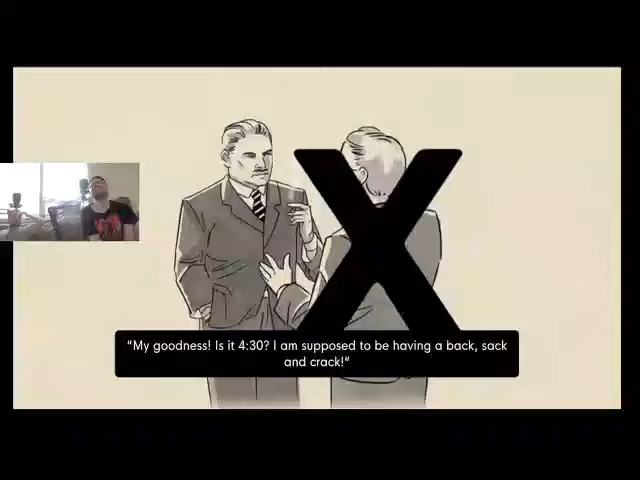 “My goodness! Is it 4:30? I am supposed to be having a back, sack
and crack!”